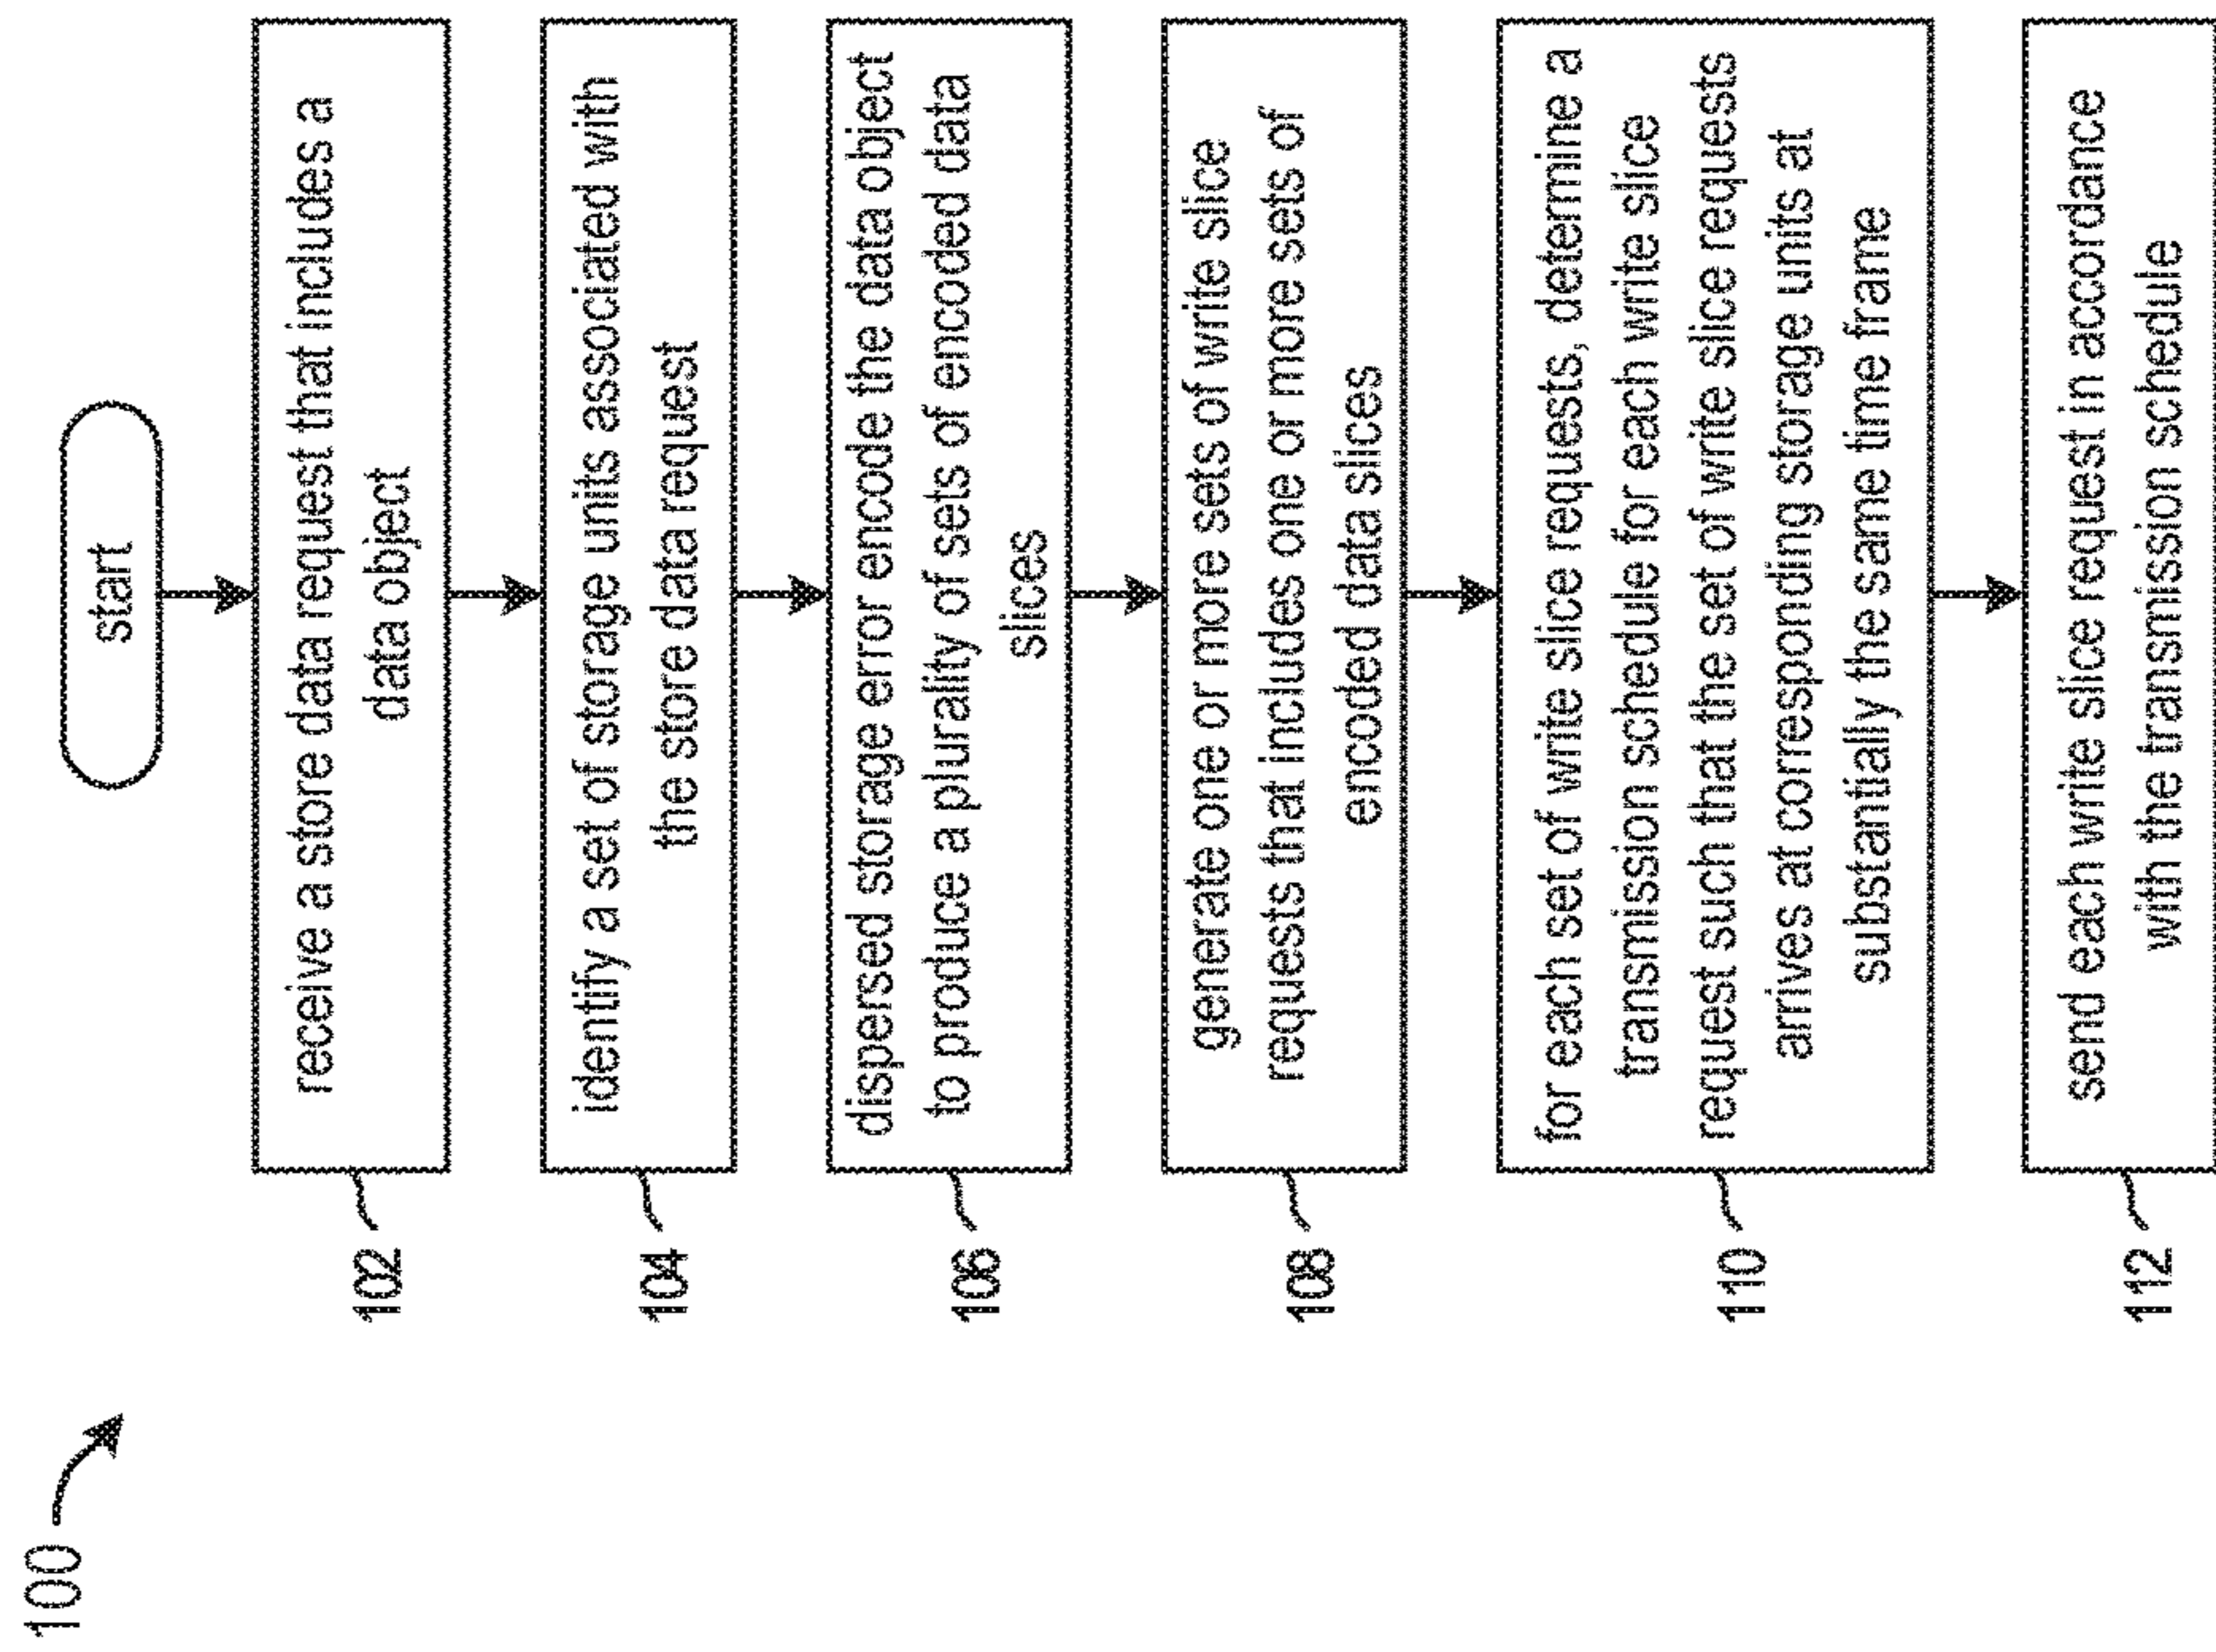 100
start
102
receive a store data request that includes a
data object
104
identify a set of storage units associated with
the store data request
106
dispersed storage error encode the data object
to produce a plurality of sets of encoded data
slices
108
generate one or more sets of write slice
requests that includes one or more sets of
encoded data slices
110
for each set of write slice requests, determine a
transmission schedule for each write slice
request such that the set of write slice requests
arrives at corresponding storage units at
substantially the same time frame
112
send each write slice request in accordance
with the transmission schedule